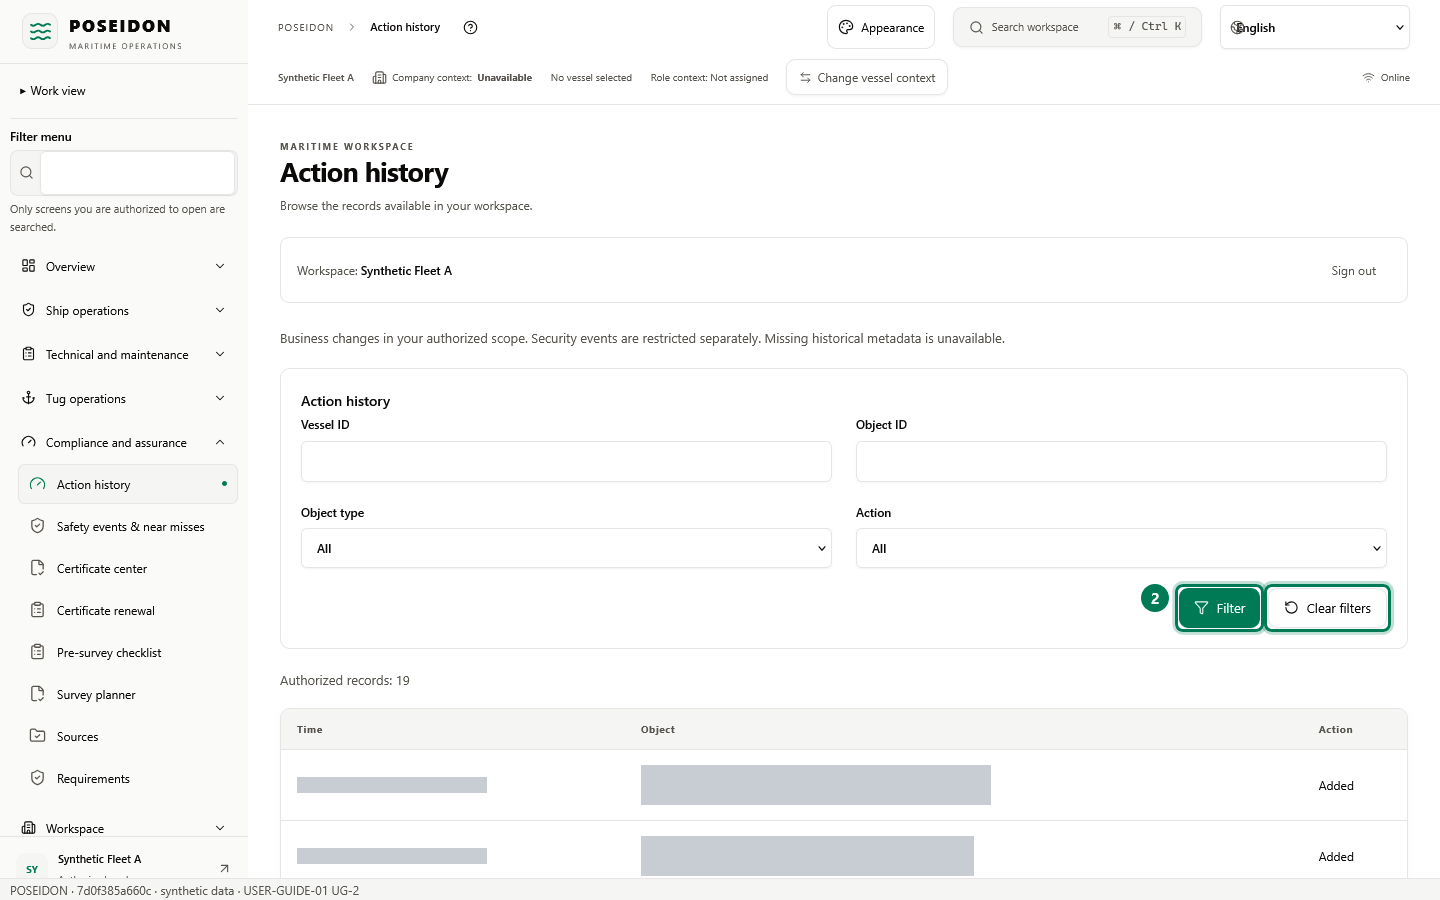 POSEIDON
MARITIME OPERATIONS
Work view
Filter menu
Only screens you are authorized to open are
searched.
Overview
Ship operations
Technical and maintenance
Tug operations
Compliance and assurance
Action history
Safety events & near misses
Certificate center
Certificate renewal
Pre-survey checklist
Survey planner
Sources
Requirements
Workspace
SY
Synthetic Fleet A
POSEIDON
Action history
Appearance
Search workspace
⌘ / Ctrl K
English
Synthetic Fleet A
Company context: Unavailable
No vessel selected
Role context: Not assigned
Change vessel context
Online
MARITIME WORKSPACE
Action history
Browse the records available in your workspace.
Workspace: Synthetic Fleet A
Sign out
Business changes in your authorized scope. Security events are restricted separately. Missing historical metadata is unavailable.
Action history
Vessel ID
Object ID
Object type
Action
All
All
2
Filter
Clear filters
Authorized records: 19
Time
Object
Action
Added
Added
POSEIDON · 7d0f385a660c · synthetic data · USER-GUIDE-01 UG-2